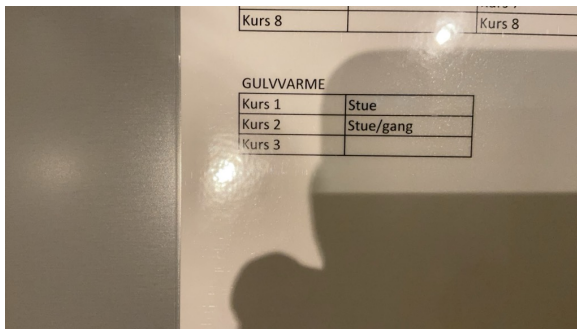 Kurs 8 Kurs 8
GULVVARME
Kurs 1 Stue
Kurs 2 Stue/gang
Kurs 3